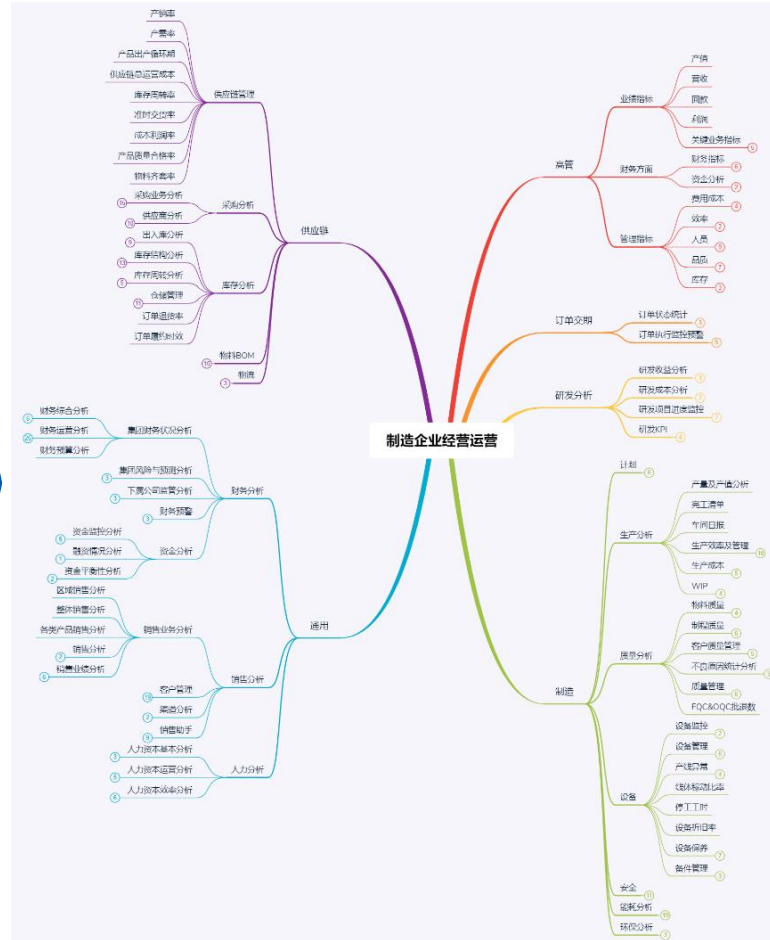 制造企业经营运营
高管
业绩指标
产值
营收
回款
利润
关键业务指标
财务方面
财务指标
资金分析
管理指标
费用成本
效率
人员
品质
库存
订单交期
订单状态统计
订单执行监控预警
研发分析
研发收益分析
研发成本分析
研发项目进度监控
研发KPI
制造
计划
生产分析
产量及产值分析
完工清单
车间日报
生产效率及管理
生产成本
WIP
质量分析
物料质量
制程质量
客户质量管理
不良原因统计分析
质量管理
FQC&OQC批退数
设备
设备监控
设备管理
产线异常
线体稼动比率
停工工时
设备折旧率
设备保养
备件管理
安全
能耗分析
环保分析
供应链
供应链管理
产销率
产需率
产品出产循环期
供应链总运营成本
库存周转率
准时交货率
成本利润率
产品质量合格率
物料齐套率
采购分析
采购业务分析
供应商分析
库存分析
出入库分析
库存结构分析
库存周转分析
仓储管理
订单退货率
订单履约时效
物料BOM
物流
通用
财务分析
集团财务状况分析
财务综合分析
财务运营分析
财务预算分析
集团风险与预测分析
下属公司监管分析
财务预警
资金分析
资金监控分析
融资情况分析
资金平衡性分析
销售分析
销售业务分析
区域销售分析
整体销售分析
各类产品销售分析
销售分析
销售业绩分析
客户管理
渠道分析
销售助手
人力分析
人力资本基本分析
人力资本运营分析
人力资本效率分析